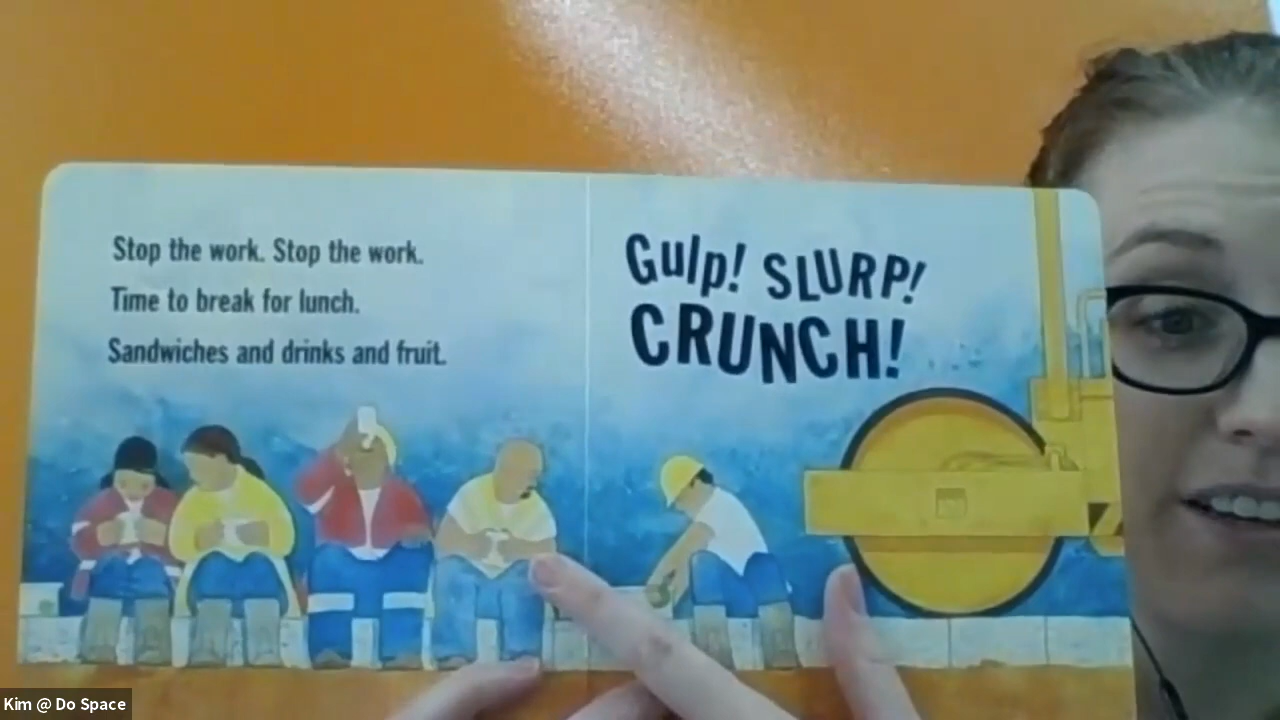 Stop the work. Stop the work.
Time to break for lunch.
Sandwiches and drinks and fruit.
Gulp! SLURP!
CRUNCH!
Kim @ Do Space